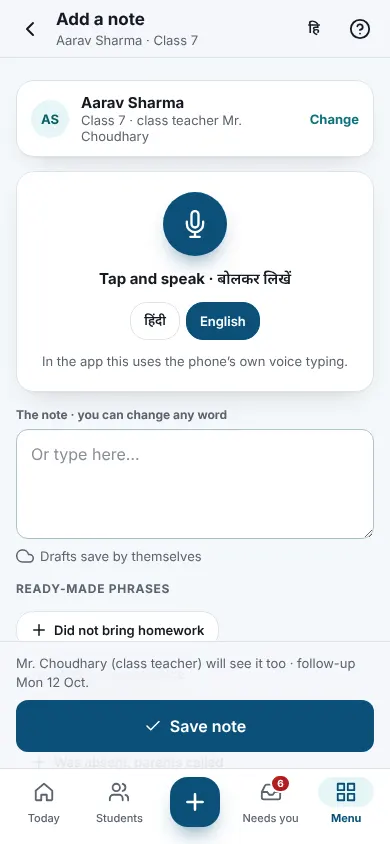 Add a note
Aarav Sharma · Class 7
हि
AS
Aarav Sharma
Class 7 · class teacher Mr.
Choudhary
Change
Tap and speak · बोलकर लिखें
हिंदी
English
In the app this uses the phone’s own voice typing.
The note · you can change any word
Or type here...
Drafts save by themselves
READY-MADE PHRASES
+ Did not bring homework
Mr. Choudhary (class teacher) will see it too · follow-up
Mon 12 Oct.
Save note
+ Was absent, parents called
Today
Students
Needs you
6
Menu